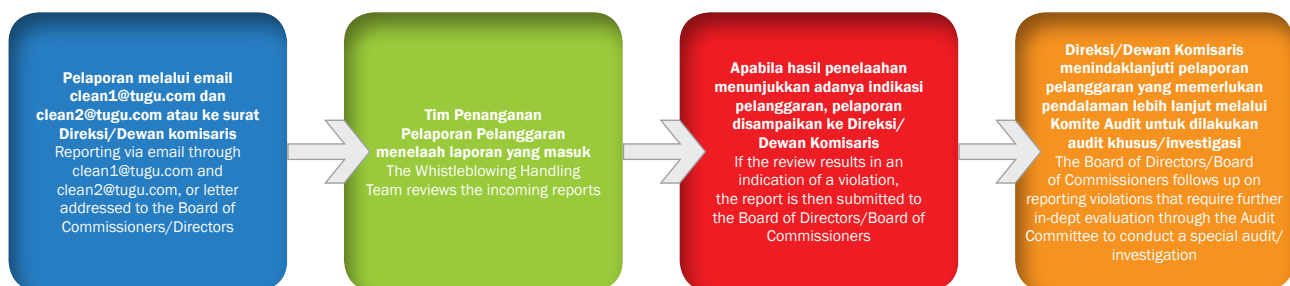 Pelaporan melalui email
clean1@tugu.com dan
clean2@tugu.com atau ke surat
Direksi/Dewan komisaris
Reporting via email through
clean1@tugu.com and
clean2@tugu.com, or letter
addressed to the Board of
Commissioners/Directors
Tim Penanganan
Pelaporan Pelanggaran
menelaah laporan yang masuk
The Whistleblowing Handling
Team reviews the incoming reports
Apabila hasil penelaahan
menunjukkan adanya indikasi
pelanggaran, pelaporan
disampaikan ke Direksi/
Dewan Komisaris
If the review results in an
indication of a violation,
the report is then submitted to
the Board of Directors/Board of
Commissioners
Direksi/Dewan Komisaris
menindaklanjuti pelaporan
pelanggaran yang memerlukan
pendalaman lebih lanjut melalui
Komite Audit untuk dilakukan
audit khusus/investigasi
The Board of Directors/Board
of Commissioners follows up on
reporting violations that require further
in-dept evaluation through the Audit
Committee to conduct a special audit/
investigation